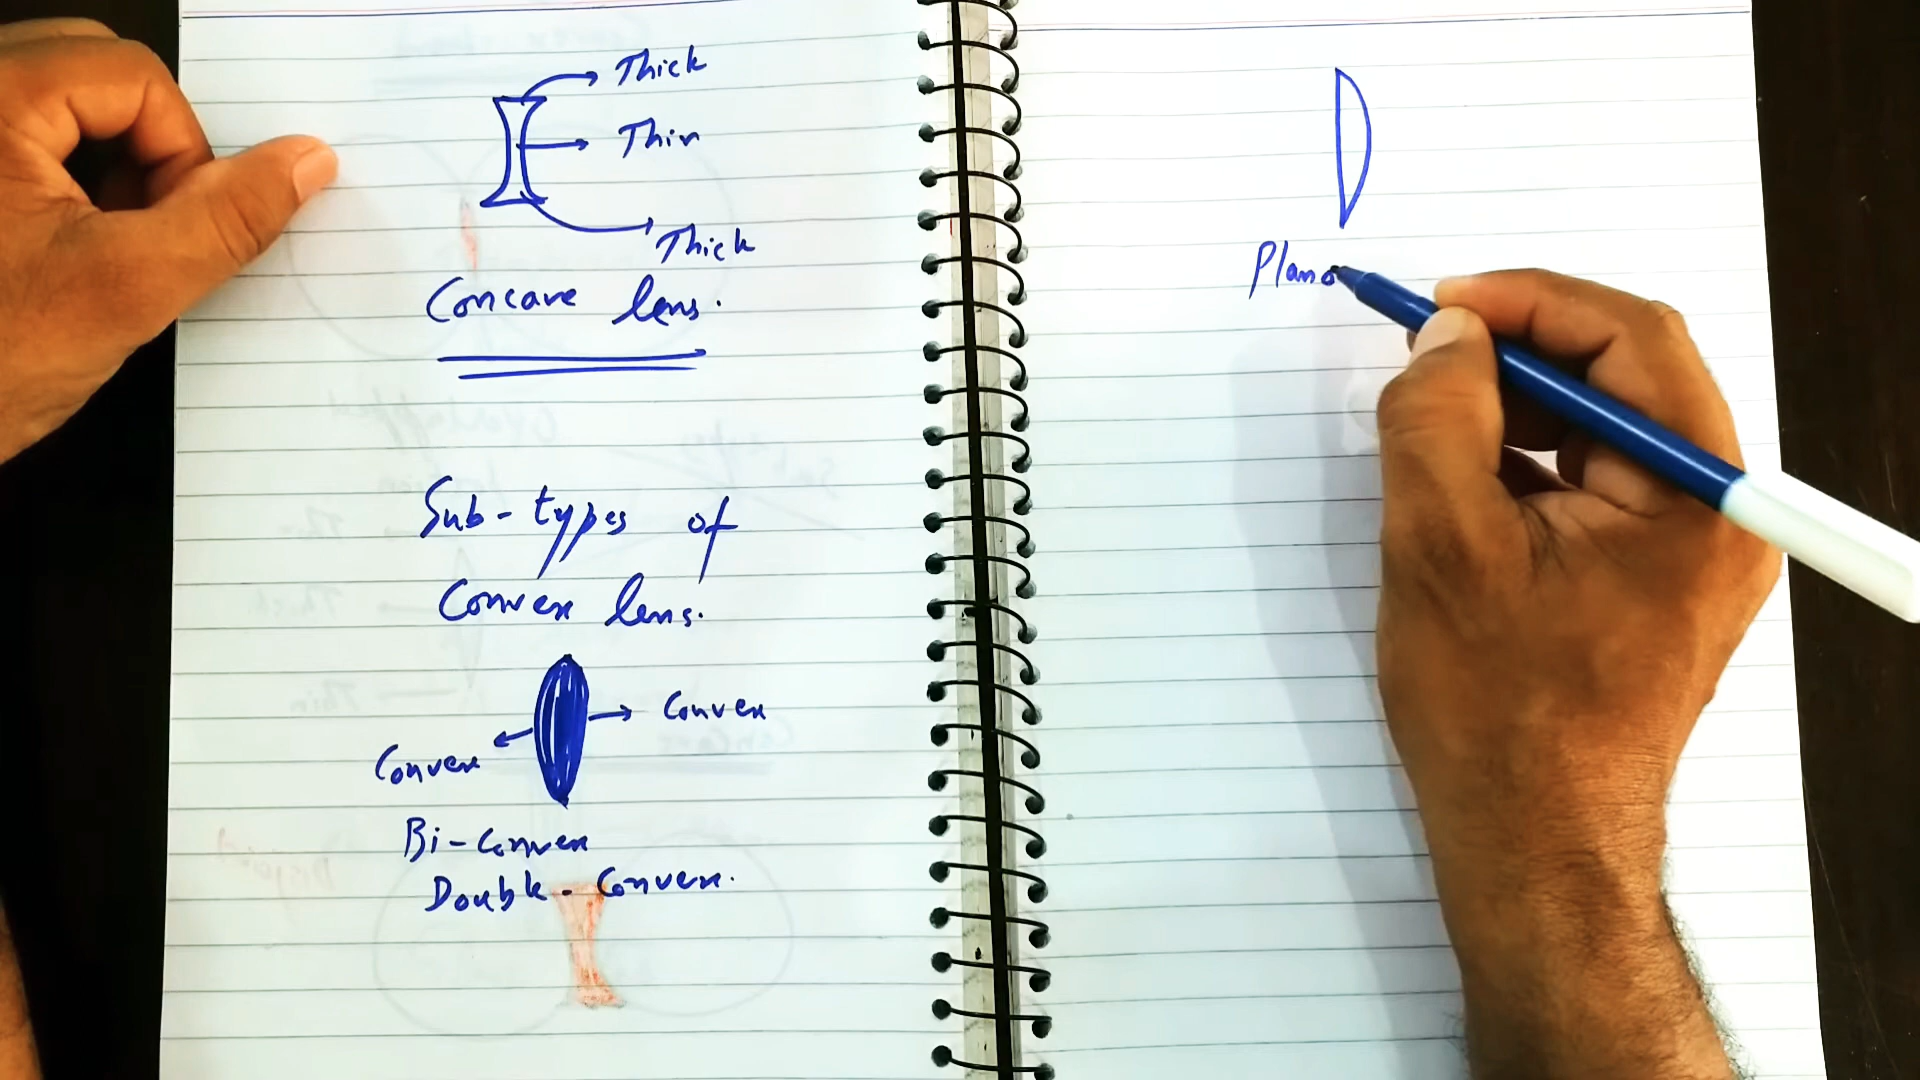 Thick
Thin
Thick
Concave lens.
Sub-types of
Convex lens.
Convex
Convex
Bi-Convex
Double-Convex.
Plano